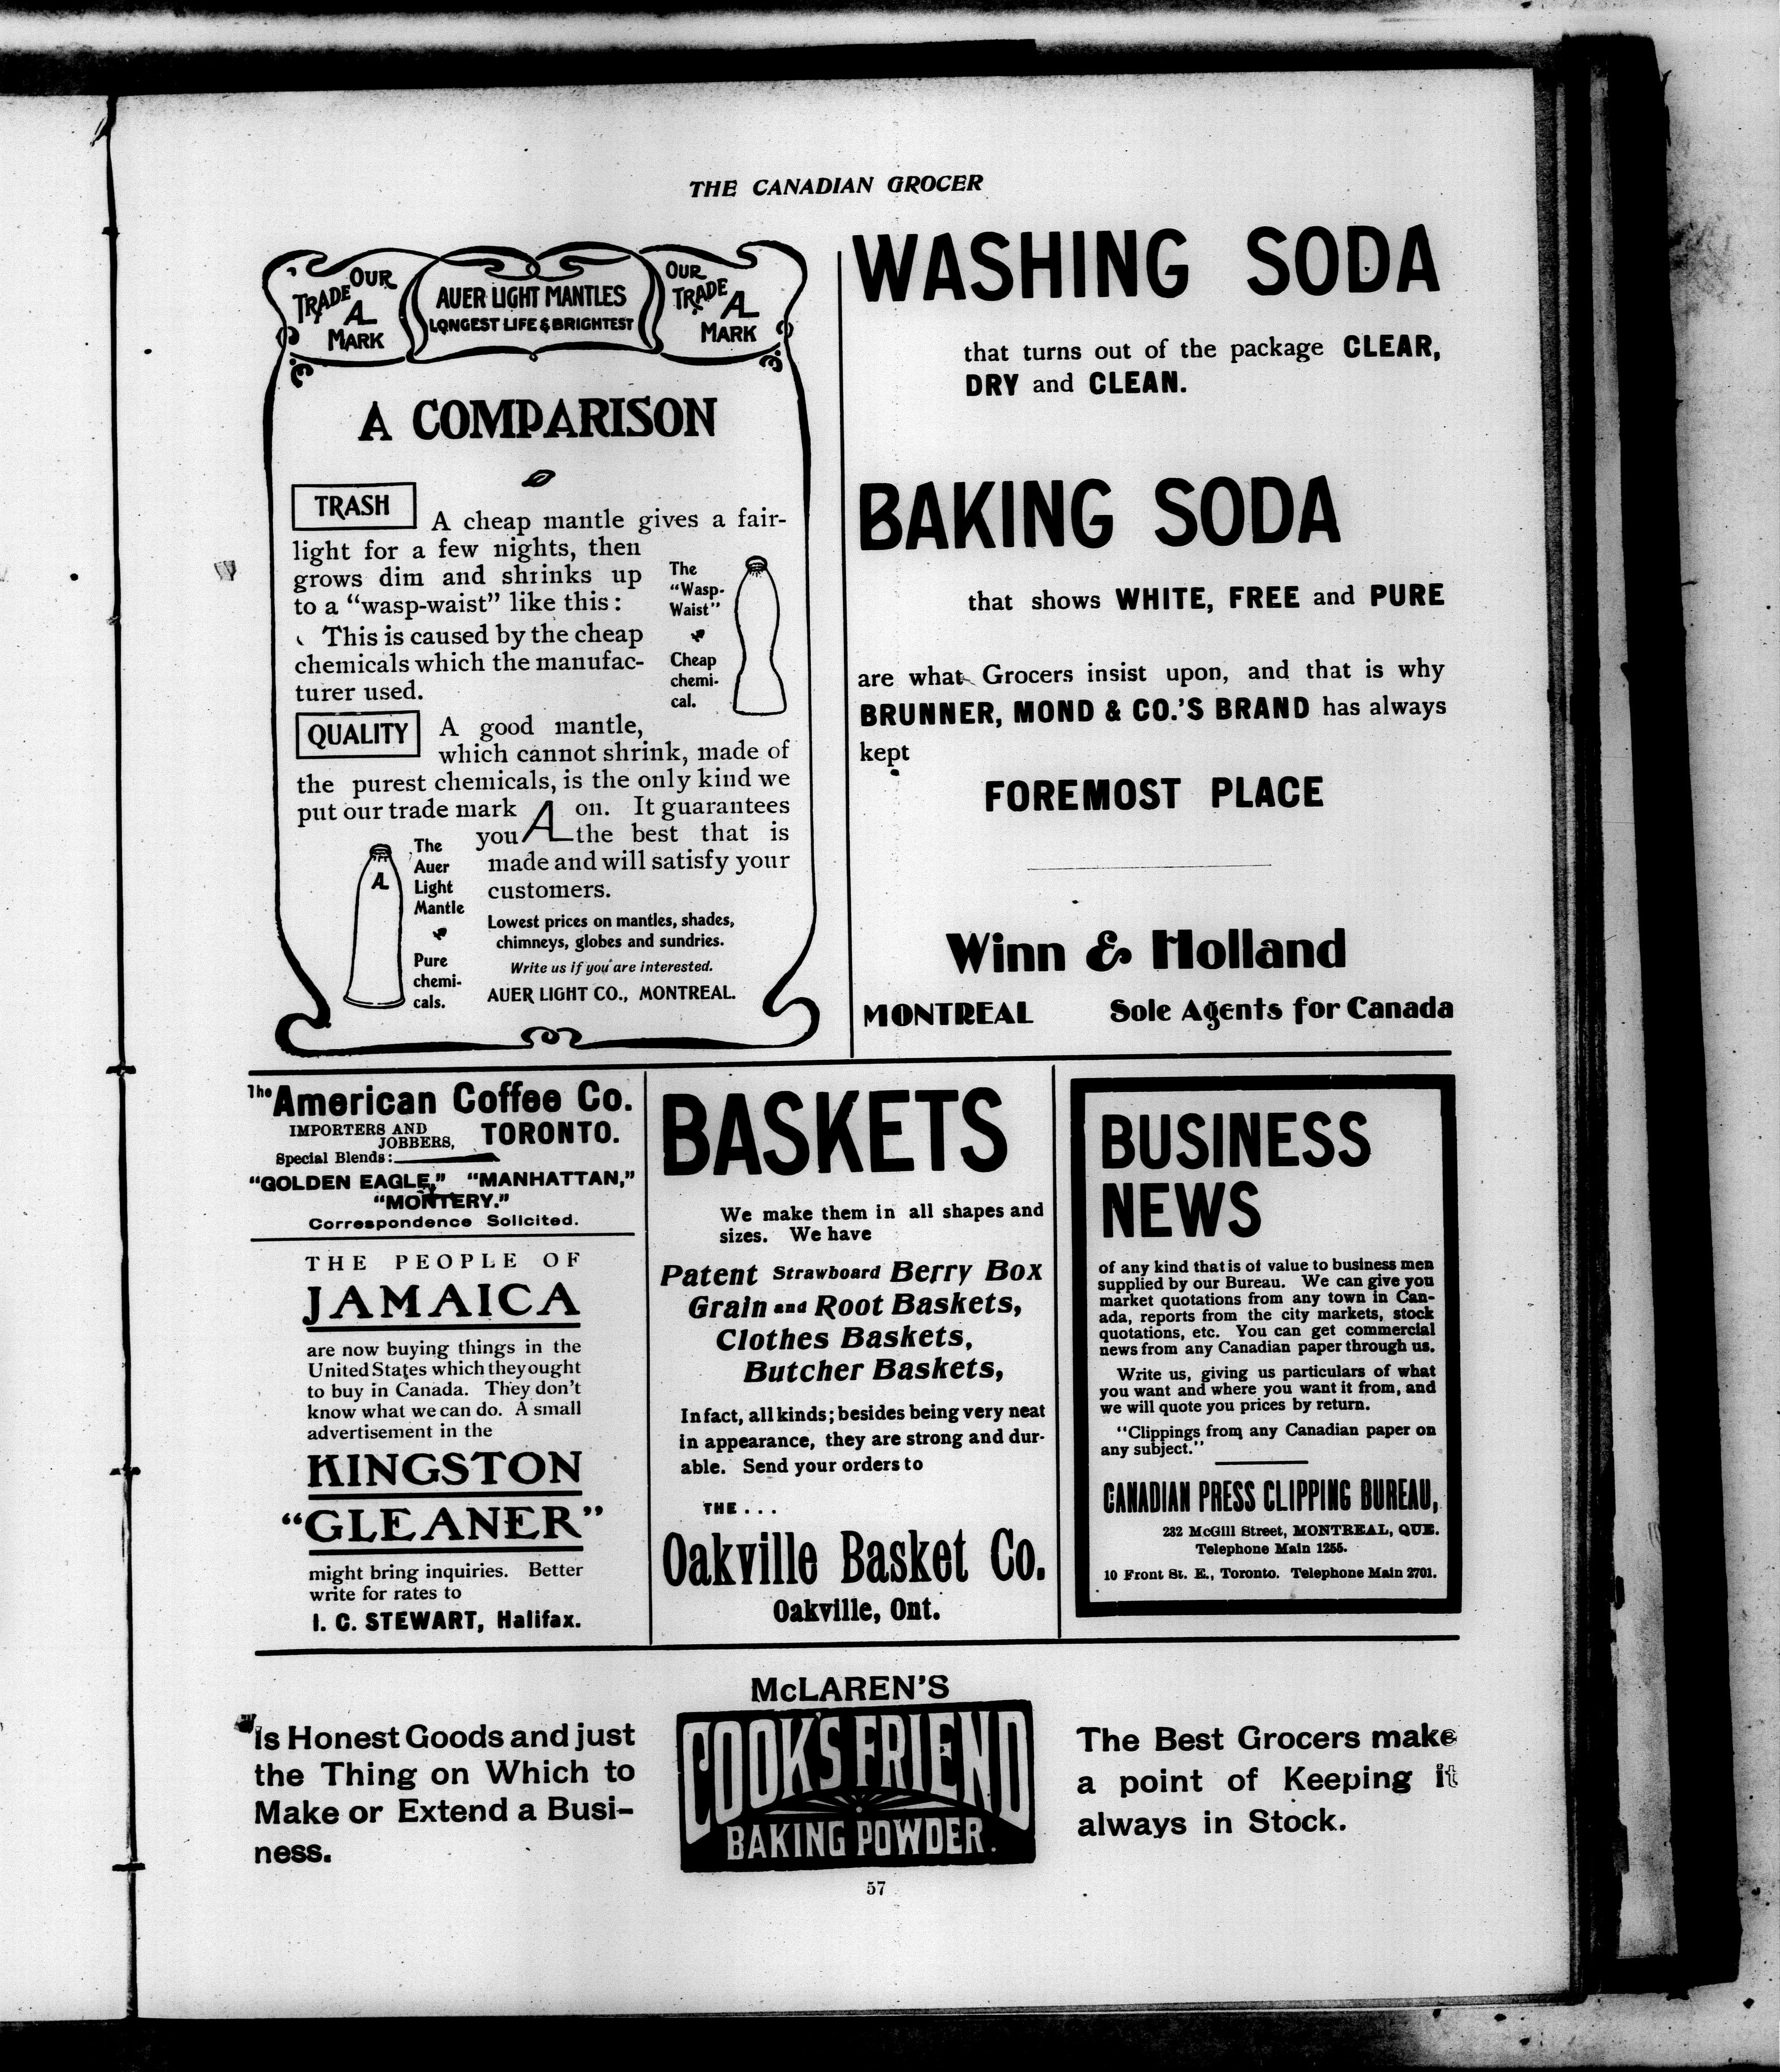 THE CANADIAN GROCER
OUR
TRADE
AL
MARK
AUER LIGHT MANTLES
LONGEST LIFE & BRIGHTEST
OUR
TRADE
AL
MARK
A COMPARISON
TRASH
A cheap mantle gives a fair-
light for a few nights, then
grows dim and shrinks up
to a "wasp-waist" like this:
This is caused by the cheap
chemicals which the manufac-
turer used.
The
"Wasp-
Waist"
Cheap
chemi-
cal.
QUALITY
A good mantle,
which cannot shrink, made of
the purest chemicals, is the only kind we
put our trade mark AL on. It guarantees
you the best that is
made and will satisfy your
customers.
AL
The
Auer
Light
Mantle
Pure
chemi-
cals.
Lowest prices on mantles, shades,
chimneys, globes and sundries.
Write us if you are interested.
AUER LIGHT CO., MONTREAL.
WASHING SODA
that turns out of the package CLEAR,
DRY and CLEAN.
BAKING SODA
that shows WHITE, FREE and PURE
are what Grocers insist upon, and that is why
BRUNNER, MOND & CO.'S BRAND has always
kept
FOREMOST PLACE
Winn & Holland
MONTREAL Sole Agents for Canada
The American Coffee Co.
IMPORTERS AND
JOBBERS, TORONTO.
Special Blends:
"GOLDEN EAGLE," "MANHATTAN,"
"MONTERY."
Correspondence Solicited.
THE PEOPLE OF
JAMAICA
are now buying things in the
United States which they ought
to buy in Canada. They don't
know what we can do. A small
advertisement in the
KINGSTON
"GLEANER"
might bring inquiries. Better
write for rates to
I. C. STEWART, Halifax.
BASKETS
We make them in all shapes and
sizes. We have
Patent Strawboard Berry Box
Grain and Root Baskets,
Clothes Baskets,
Butcher Baskets,
In fact, all kinds; besides being very neat
in appearance, they are strong and dur-
able. Send your orders to
THE . . .
Oakville Basket Co.
Oakville, Ont.
BUSINESS
NEWS
of any kind that is of value to business men
supplied by our Bureau. We can give you
market quotations from any town in Can-
ada, reports from the city markets, stock
quotations, etc. You can get commercial
news from any Canadian paper through us.
Write us, giving us particulars of what
you want and where you want it from, and
we will quote you prices by return.
"Clippings from any Canadian paper on
any subject."
CANADIAN PRESS CLIPPING BUREAU,
232 McGill Street, MONTREAL, QUE.
Telephone Main 1255.
10 Front St. E., Toronto. Telephone Main 2701.
Is Honest Goods and just
the Thing on Which to
Make or Extend a Busi-
ness.
McLAREN'S
COOK'S FRIEND
BAKING POWDER.
The Best Grocers make
a point of Keeping it
always in Stock.
57